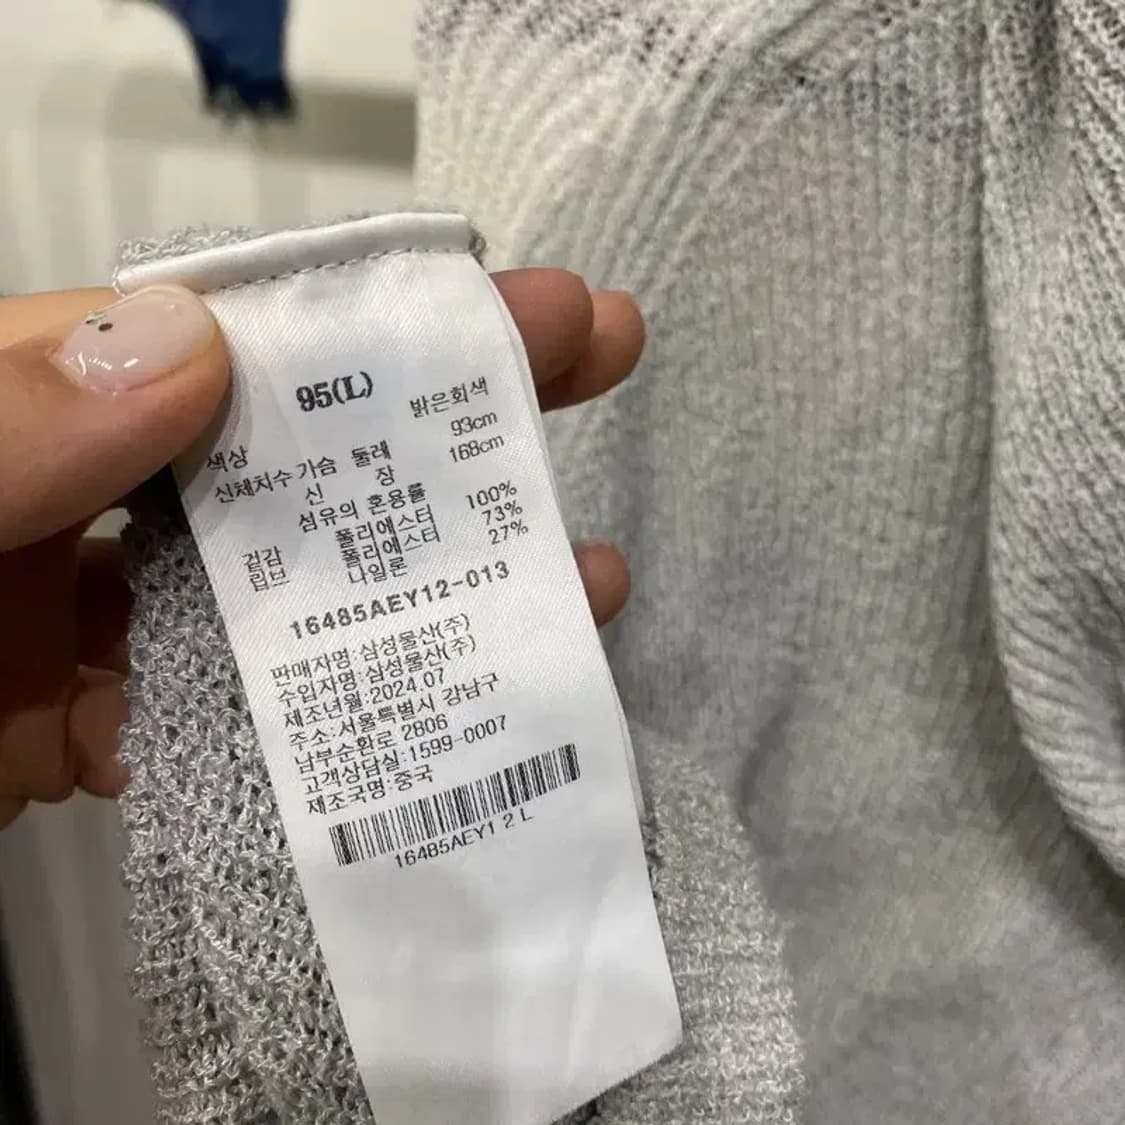 95(L)
색상 밝은회색
신체치수 가슴 둘레 93cm
신 장 168cm
섬유의 혼용률
겉감 폴리에스터 100%
립브 폴리에스터 73%
나일론 27%
16485AEY12-013
판매자명:삼성물산(주)
수입자명:삼성물산(주)
제조년월:2024.07
주소:서울특별시 강남구
남부순환로 2806
고객상담실:1599-0007
제조국명:중국
16485AEY1 2 L